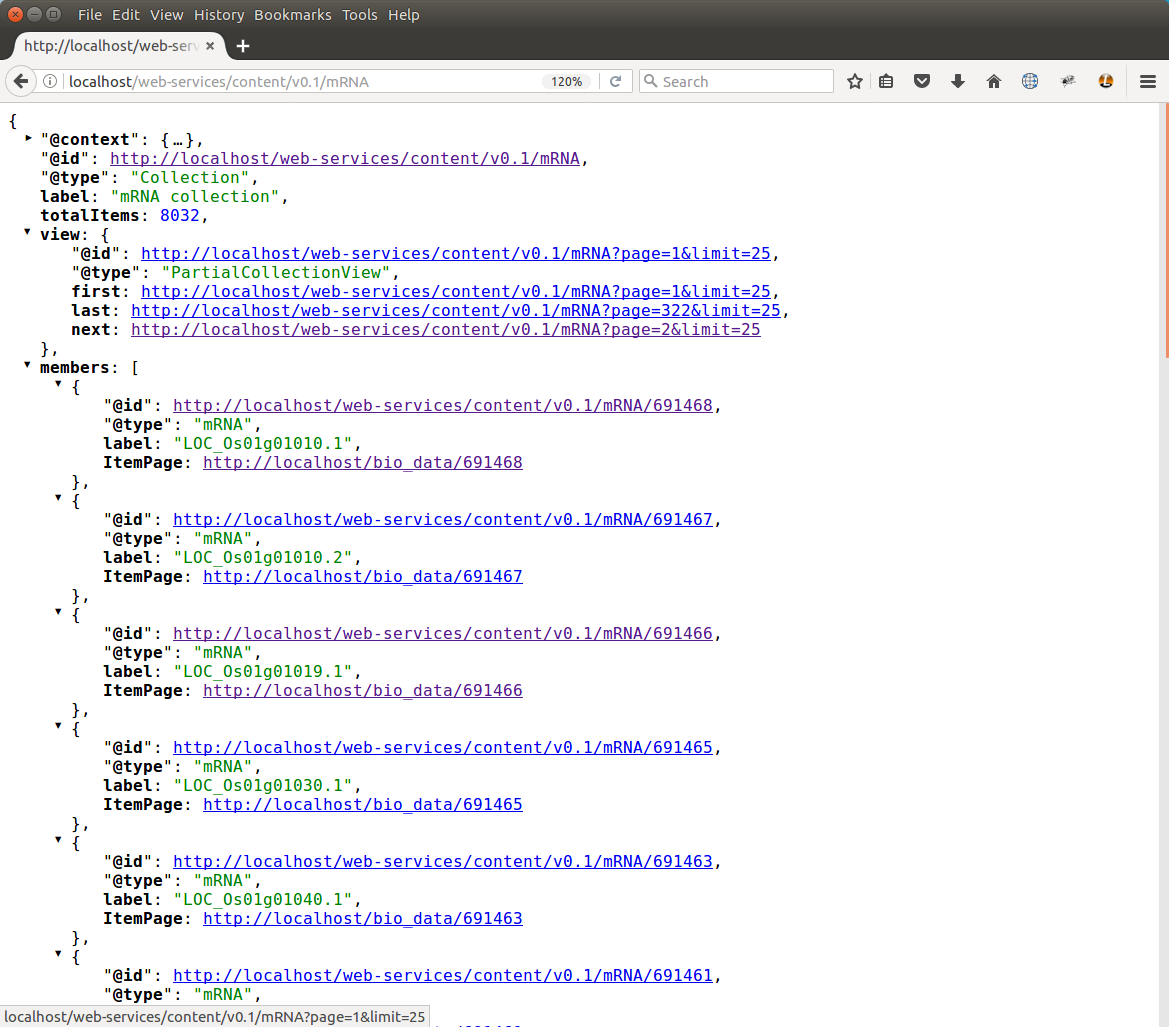 File Edit View History Bookmarks Tools Help
http://localhost/web-serv
localhost/web-services/content/v0.1/mRNA 120% Search
{
"@context": {…},
"@id": http://localhost/web-services/content/v0.1/mRNA,
"@type": "Collection",
label: "mRNA collection",
totalItems: 8032,
view: {
"@id": http://localhost/web-services/content/v0.1/mRNA?page=1&limit=25,
"@type": "PartialCollectionView",
first: http://localhost/web-services/content/v0.1/mRNA?page=1&limit=25,
last: http://localhost/web-services/content/v0.1/mRNA?page=322&limit=25,
next: http://localhost/web-services/content/v0.1/mRNA?page=2&limit=25
},
members: [
{
"@id": http://localhost/web-services/content/v0.1/mRNA/691468,
"@type": "mRNA",
label: "LOC_Os01g01010.1",
ItemPage: http://localhost/bio_data/691468
},
{
"@id": http://localhost/web-services/content/v0.1/mRNA/691467,
"@type": "mRNA",
label: "LOC_Os01g01010.2",
ItemPage: http://localhost/bio_data/691467
},
{
"@id": http://localhost/web-services/content/v0.1/mRNA/691466,
"@type": "mRNA",
label: "LOC_Os01g01019.1",
ItemPage: http://localhost/bio_data/691466
},
{
"@id": http://localhost/web-services/content/v0.1/mRNA/691465,
"@type": "mRNA",
label: "LOC_Os01g01030.1",
ItemPage: http://localhost/bio_data/691465
},
{
"@id": http://localhost/web-services/content/v0.1/mRNA/691463,
"@type": "mRNA",
label: "LOC_Os01g01040.1",
ItemPage: http://localhost/bio_data/691463
},
{
"@id": http://localhost/web-services/content/v0.1/mRNA/691461,
"@type": "mRNA",
localhost/web-services/content/v0.1/mRNA?page=1&limit=25